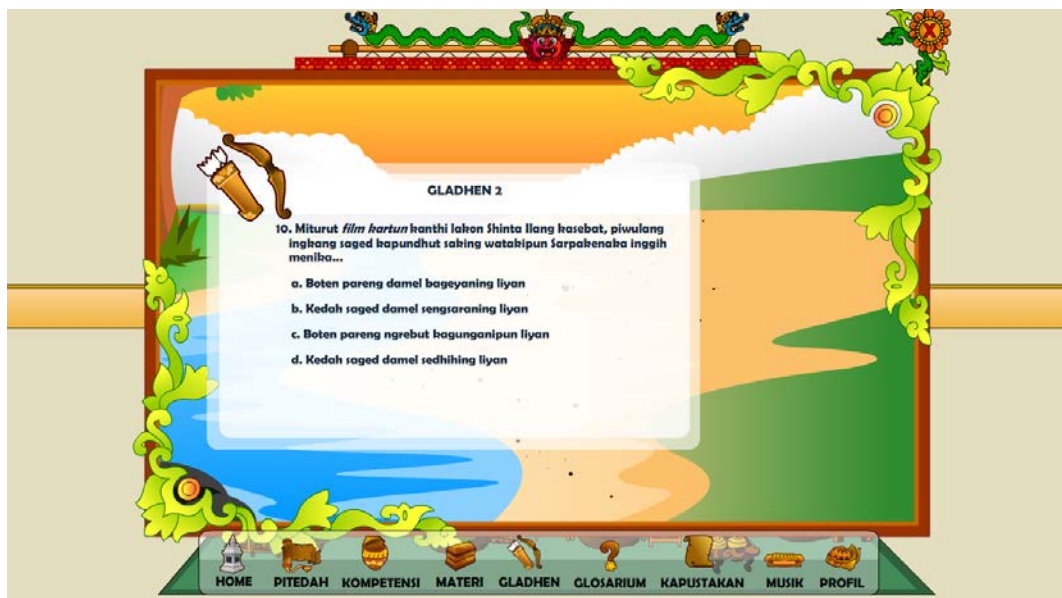 X
GLADHEN 2
10. Miturut film kartun kanthi lakon Shinta Ilang kasebat, piwulang
ingkang saged kapundhut saking watakipun Sarpakenaka inggih
menika...
a. Boten pareng damel bageyaning liyan
b. Kedah saged damel sengsaraning liyan
c. Boten pareng ngrebut kagunganipun liyan
d. Kedah saged damel sedhihing liyan
HOME PITEDAH KOMPETENSI MATERI GLADHEN GLOSARIUM KAPUSTAKAN MUSIK PROFIL